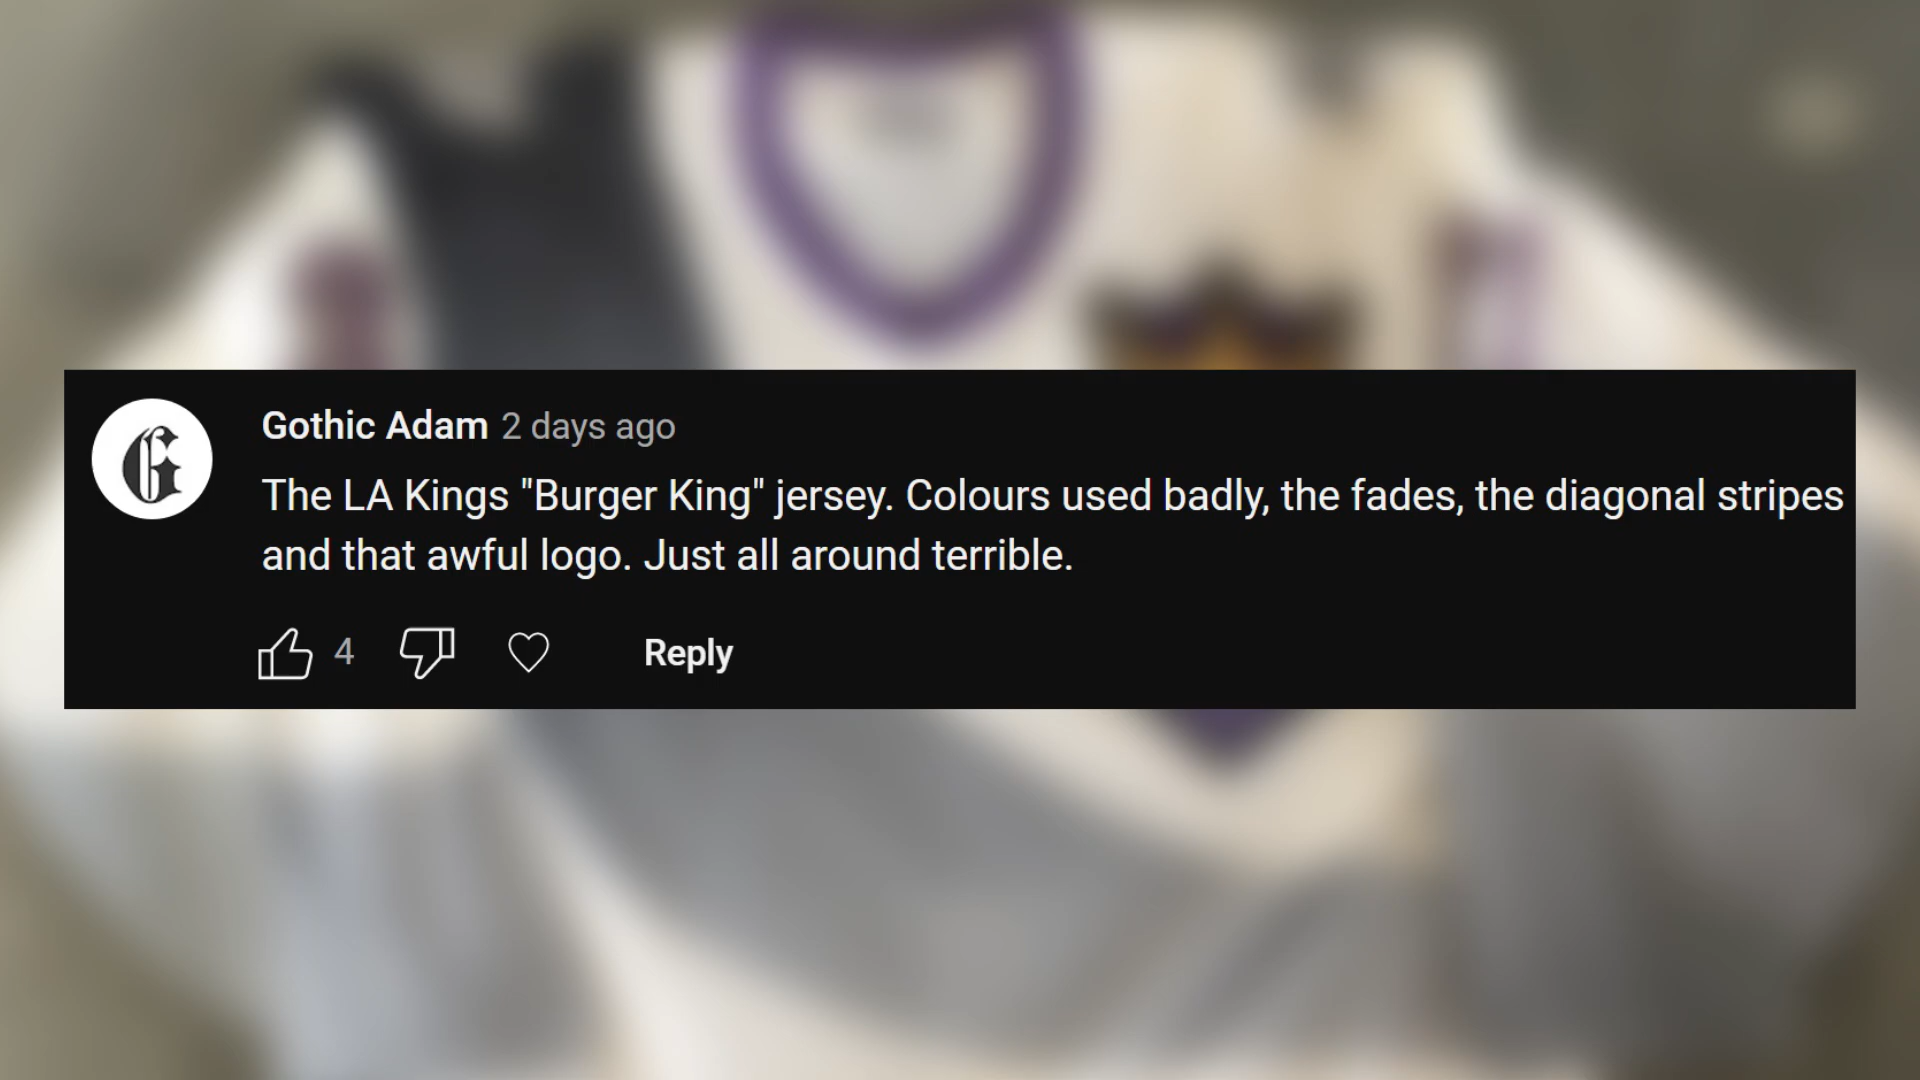 G
Gothic Adam 2 days ago
The LA Kings "Burger King" jersey. Colours used badly, the fades, the diagonal stripes
and that awful logo. Just all around terrible.
4
Reply